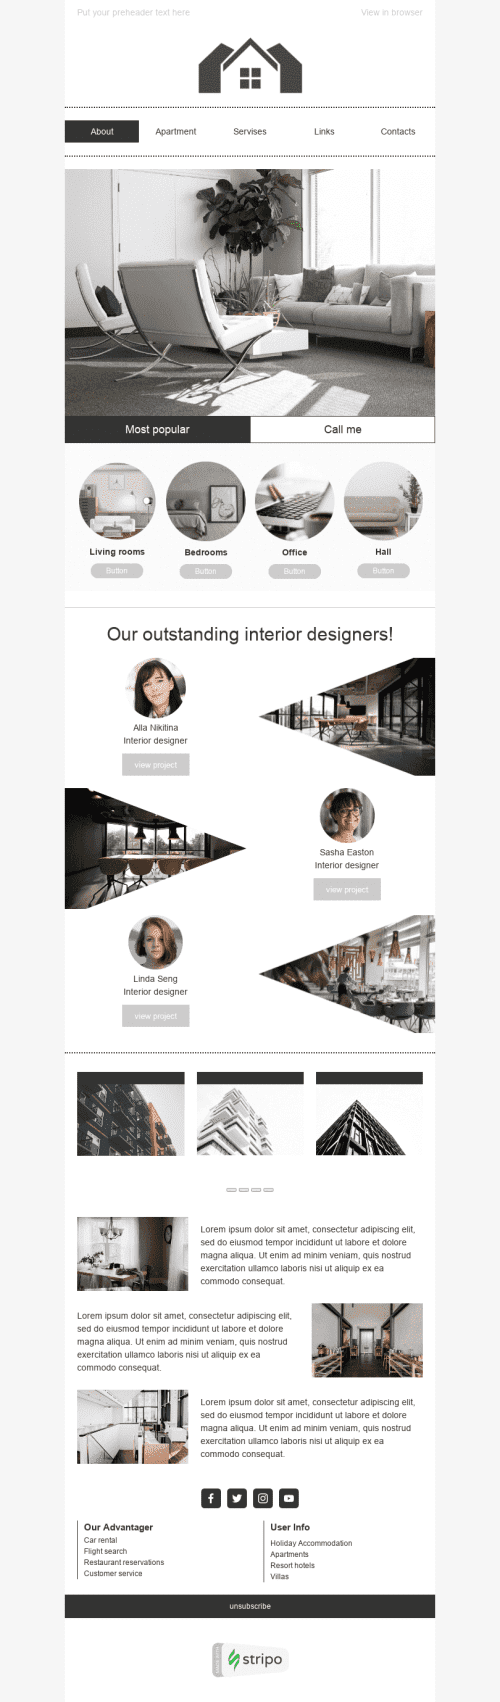 Put your preheader text here
View in browser
About
Apartment
Servises
Links
Contacts
Most popular
Call me
Living rooms
Bedrooms
Office
Hall
Button
Button
Button
Button
Our outstanding interior designers!
Alla Nikitina
Interior designer
view project
Sasha Easton
Interior designer
view project
Linda Seng
Interior designer
view project
Lorem ipsum dolor sit amet, consectetur adipiscing elit,
sed do eiusmod tempor incididunt ut labore et dolore
magna aliqua. Ut enim ad minim veniam, quis nostrud
exercitation ullamco laboris nisi ut aliquip ex ea
commodo consequat.
Lorem ipsum dolor sit amet, consectetur adipiscing elit,
sed do eiusmod tempor incididunt ut labore et dolore
magna aliqua. Ut enim ad minim veniam, quis nostrud
exercitation ullamco laboris nisi ut aliquip ex ea
commodo consequat.
Lorem ipsum dolor sit amet, consectetur adipiscing elit,
sed do eiusmod tempor incididunt ut labore et dolore
magna aliqua. Ut enim ad minim veniam, quis nostrud
exercitation ullamco laboris nisi ut aliquip ex ea
commodo consequat.
Our Advantager
Car rental
Flight search
Restaurant reservations
Customer service
User Info
Holiday Accommodation
Apartments
Resort hotels
Villas
unsubscribe
stripo